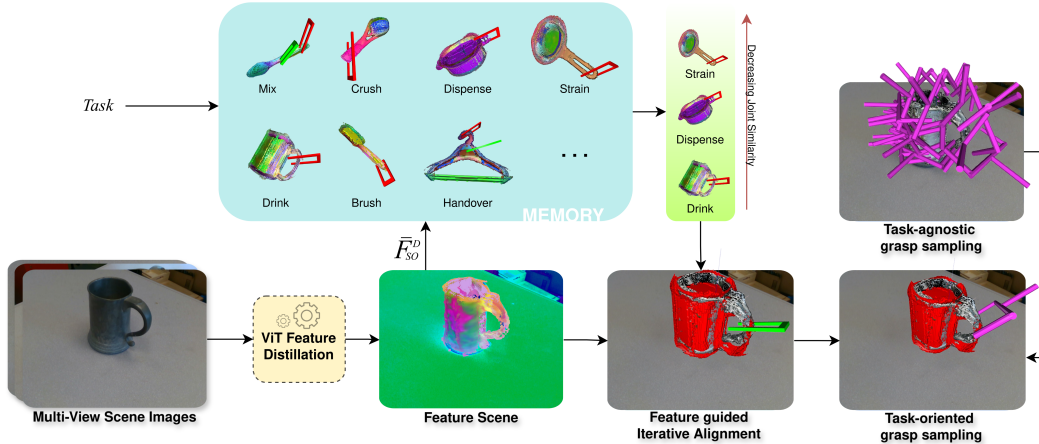 Task
Mix
Crush
Dispense
Strain
Drink
Brush
Handover
...
MEMORY
Strain
Dispense
Drink
Decreasing Joint Similarity
Task-agnostic
grasp sampling
F̅_{SO}^{D}
ViT Feature
Distillation
Multi-View Scene Images
Feature Scene
Feature guided
Iterative Alignment
Task-oriented
grasp sampling